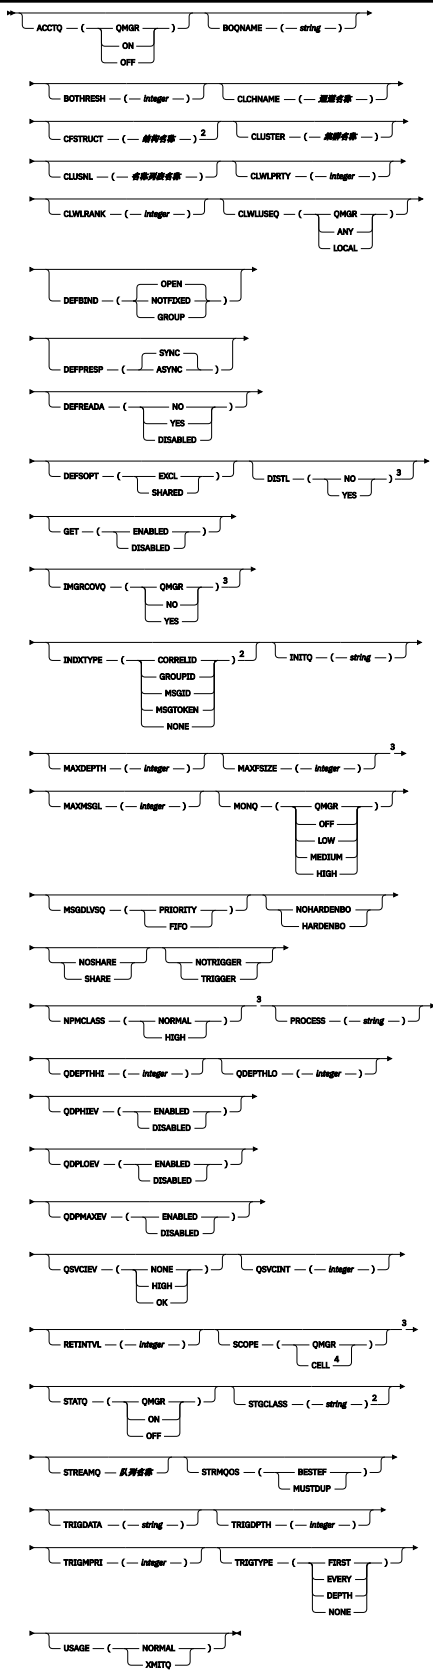 ACCTQ — ( QMGR ) BOQNAME — ( — string — )
ON
OFF
BOTHRESH — ( — integer — ) CLCHNAME — ( — 通道名称 — )
CFSTRUCT — ( — 结构名称 — ) 2 CLUSTER — ( — 集群名称 — )
CLUSNL — ( — 名称列表名称 — ) CLWLPRTY — ( — integer — )
CLWLRANK — ( — integer — ) CLWLUSEQ — ( QMGR )
ANY
LOCAL
OPEN
DEFBIND — ( NOTFIXED )
GROUP
SYNC
DEFPRESP — ( ASYNC )
DEFREADA — ( NO )
YES
DISABLED
DEFSOPT — ( EXCL ) DISTL — ( NO ) 3
SHARED YES
GET — ( ENABLED )
DISABLED
IMGRCOVQ — ( QMGR ) 3
NO
YES
INDXTYPE — ( CORRELID ) 2 INITQ — ( — string — )
GROUPID
MSGID
MSGTOKEN
NONE
MAXDEPTH — ( — integer — ) MAXFSIZE — ( — integer — ) 3
MAXMSGL — ( — integer — ) MONQ — ( QMGR )
OFF
LOW
MEDIUM
HIGH
MSGDLVSQ — ( PRIORITY ) NOHARDENBO
FIFO HARDENBO
NOSHARE NOTRIGGER
SHARE TRIGGER
NPMCLASS — ( NORMAL ) 3 PROCESS — ( — string — )
HIGH
QDEPTHHI — ( — integer — ) QDEPTHLO — ( — integer — )
QDPHIEV — ( ENABLED )
DISABLED
QDPLOEV — ( ENABLED )
DISABLED
QDPMAXEV — ( ENABLED )
DISABLED
QSVCIEV — ( NONE ) QSVCINT — ( — integer — )
HIGH
OK
RETINTVL — ( — integer — ) SCOPE — ( QMGR ) 3
CELL 4
STATQ — ( QMGR ) STGCLASS — ( — string — ) 2
ON
OFF
STREAMQ — 队列名称 STRMQOS — ( BESTEF )
MUSTDUP
TRIGDATA — ( — string — ) TRIGDPTH — ( — integer — )
TRIGMPRI — ( — integer — ) TRIGTYPE — ( FIRST )
EVERY
DEPTH
NONE
USAGE — ( NORMAL )
XMITQ